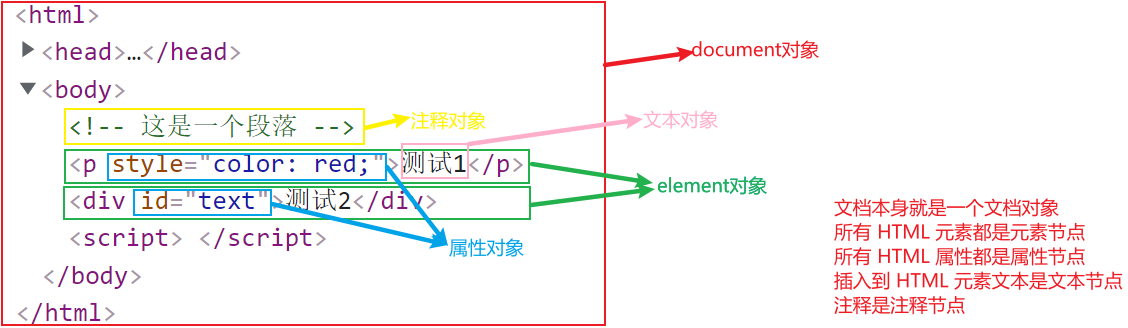 <html>
<head>…</head>
document对象
<body>
<!-- 这是一个段落 -->
注释对象
文本对象
<p style="color: red;">测试1</p>
element对象
<div id="text">测试2</div>
<script> </script>
属性对象
</body>
</html>
文档本身就是一个文档对象
所有 HTML 元素都是元素节点
所有 HTML 属性都是属性节点
插入到 HTML 元素文本是文本节点
注释是注释节点